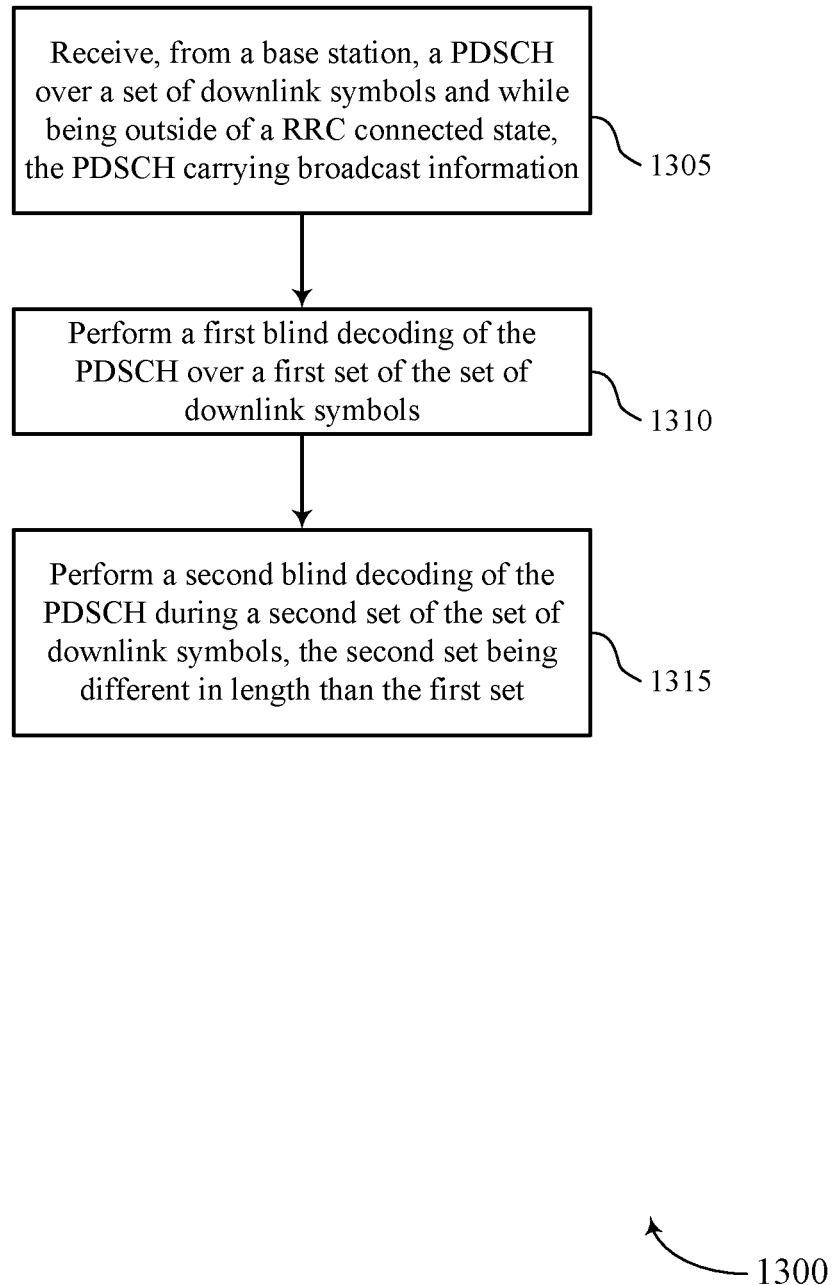 Receive, from a base station, a PDSCH
over a set of downlink symbols and while
being outside of a RRC connected state,
the PDSCH carrying broadcast information
1305
Perform a first blind decoding of the
PDSCH over a first set of the set of
downlink symbols
1310
Perform a second blind decoding of the
PDSCH during a second set of the set of
downlink symbols, the second set being
different in length than the first set
1315
1300